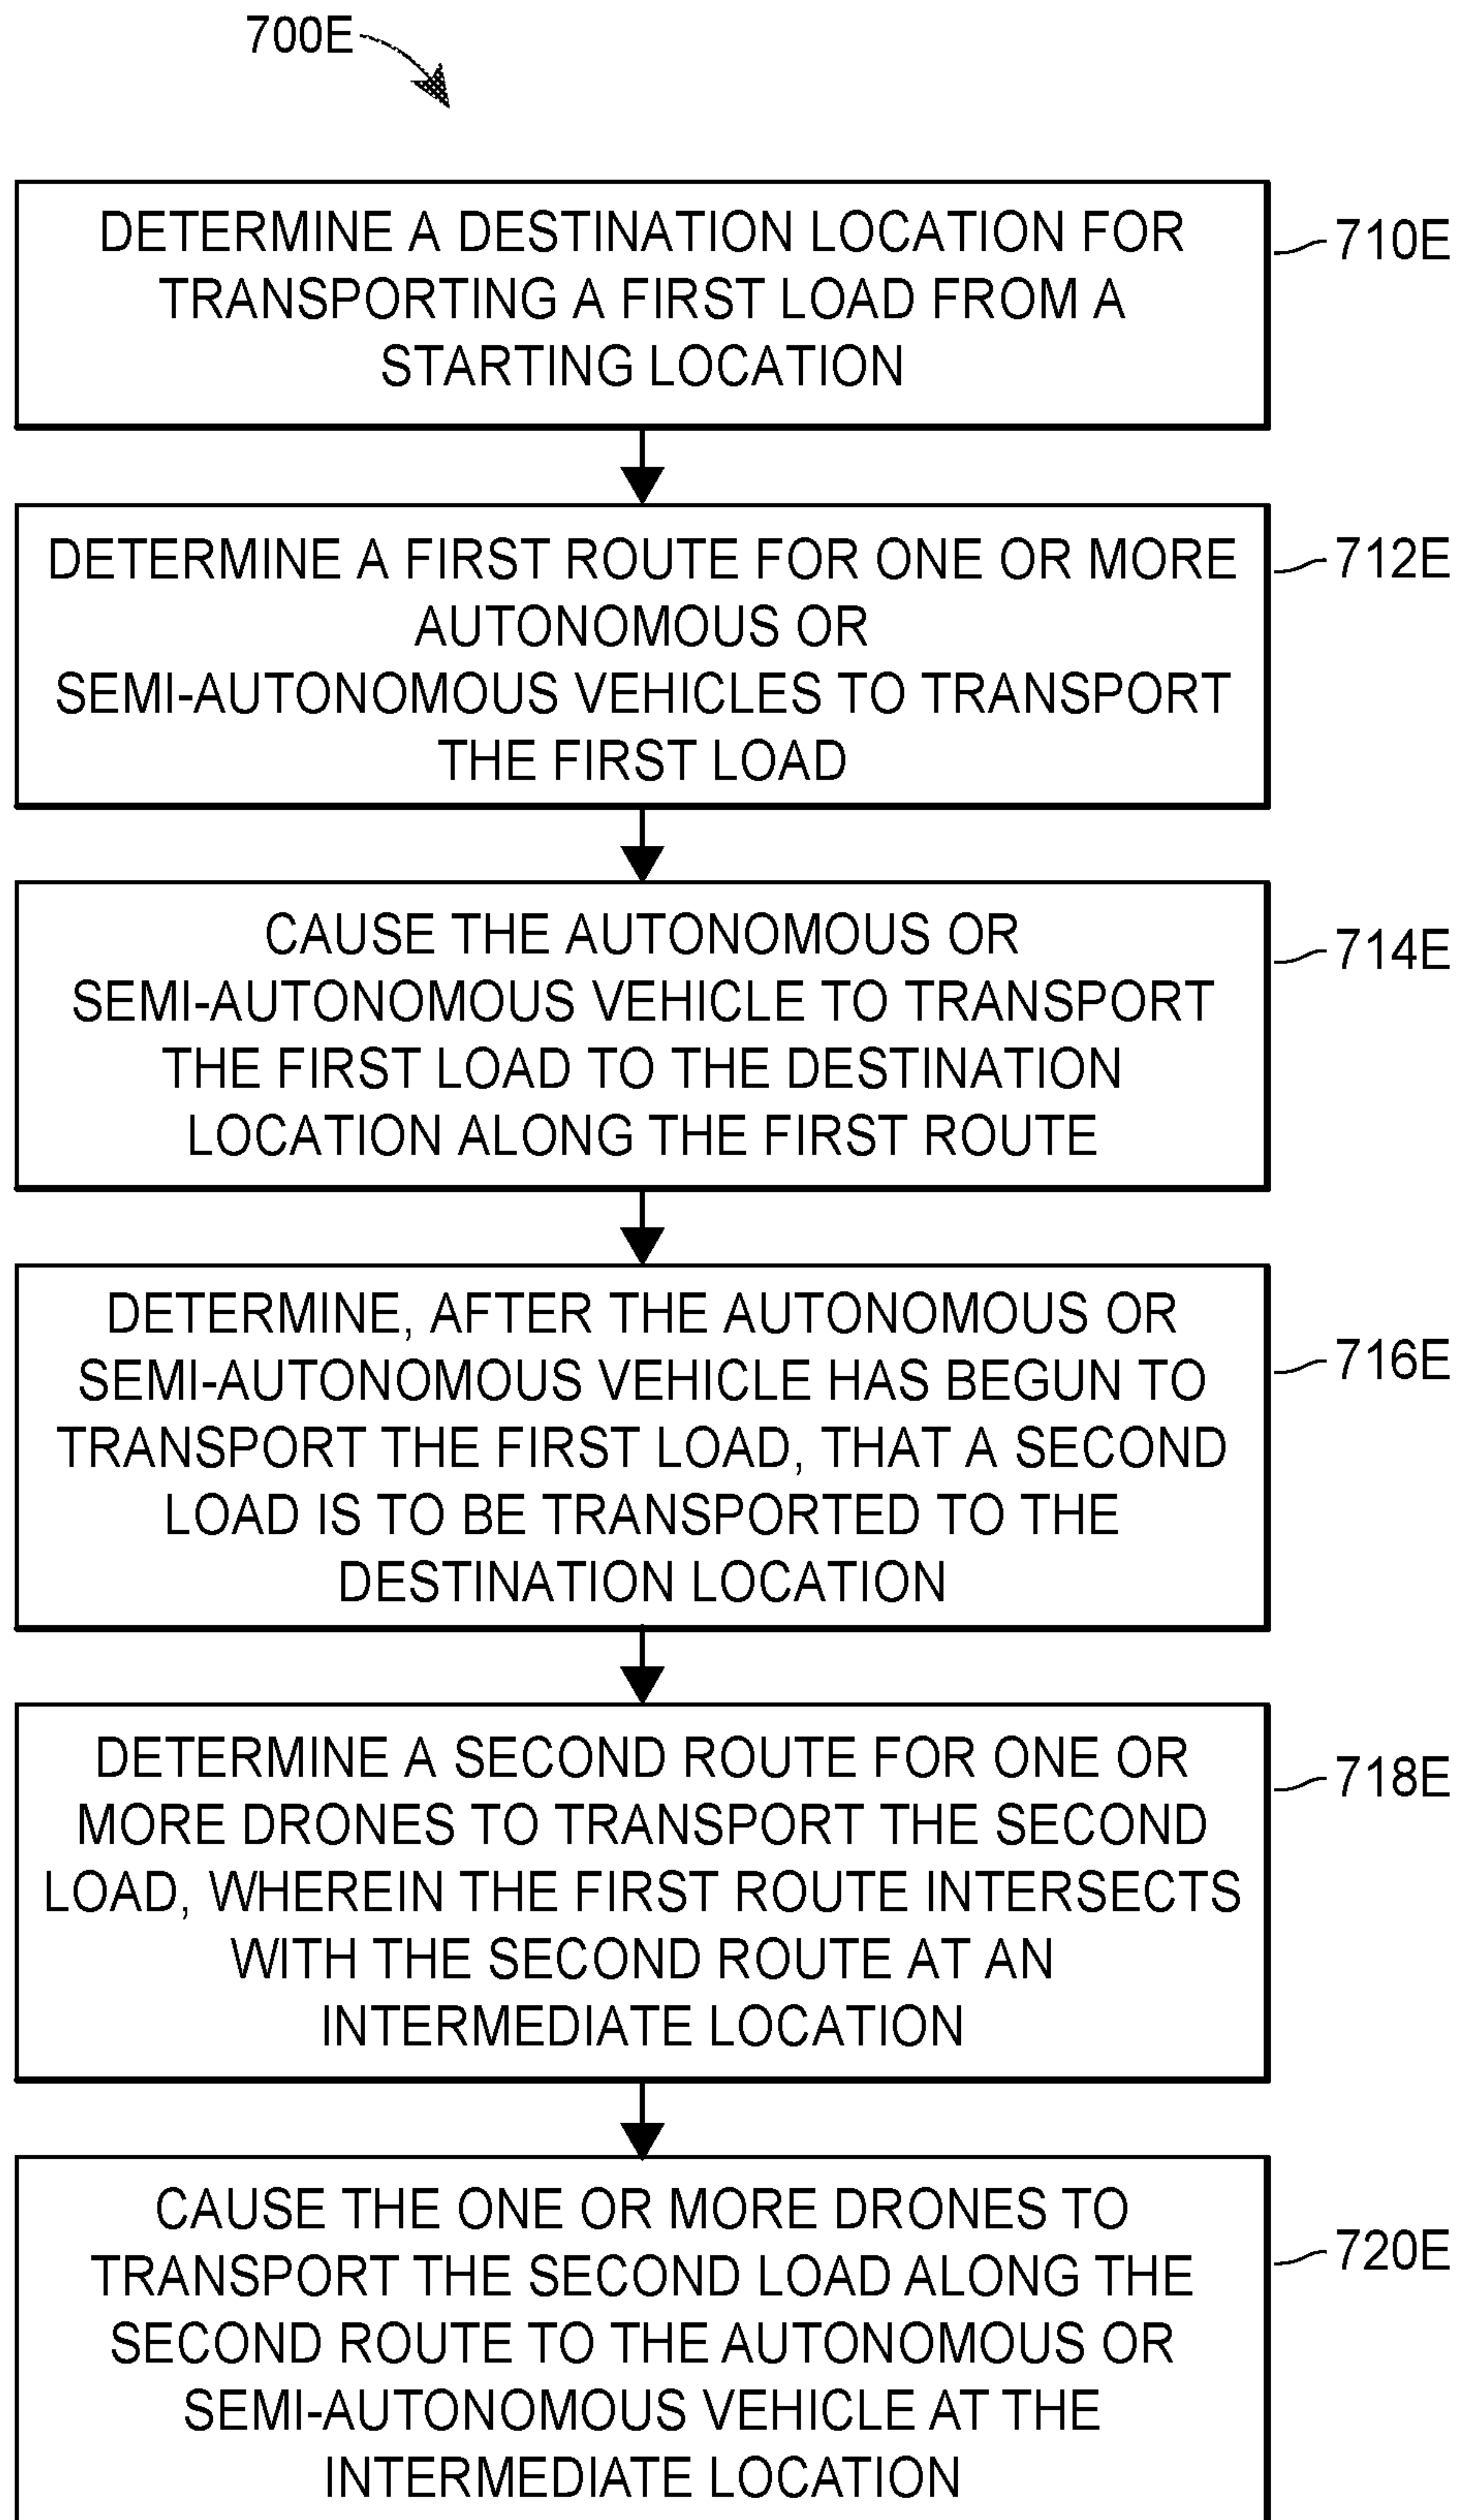 700E
DETERMINE A DESTINATION LOCATION FOR
TRANSPORTING A FIRST LOAD FROM A
STARTING LOCATION
710E
DETERMINE A FIRST ROUTE FOR ONE OR MORE
AUTONOMOUS OR
SEMI-AUTONOMOUS VEHICLES TO TRANSPORT
THE FIRST LOAD
712E
CAUSE THE AUTONOMOUS OR
SEMI-AUTONOMOUS VEHICLE TO TRANSPORT
THE FIRST LOAD TO THE DESTINATION
LOCATION ALONG THE FIRST ROUTE
714E
DETERMINE, AFTER THE AUTONOMOUS OR
SEMI-AUTONOMOUS VEHICLE HAS BEGUN TO
TRANSPORT THE FIRST LOAD, THAT A SECOND
LOAD IS TO BE TRANSPORTED TO THE
DESTINATION LOCATION
716E
DETERMINE A SECOND ROUTE FOR ONE OR
MORE DRONES TO TRANSPORT THE SECOND
LOAD, WHEREIN THE FIRST ROUTE INTERSECTS
WITH THE SECOND ROUTE AT AN
INTERMEDIATE LOCATION
718E
CAUSE THE ONE OR MORE DRONES TO
TRANSPORT THE SECOND LOAD ALONG THE
SECOND ROUTE TO THE AUTONOMOUS OR
SEMI-AUTONOMOUS VEHICLE AT THE
INTERMEDIATE LOCATION
720E